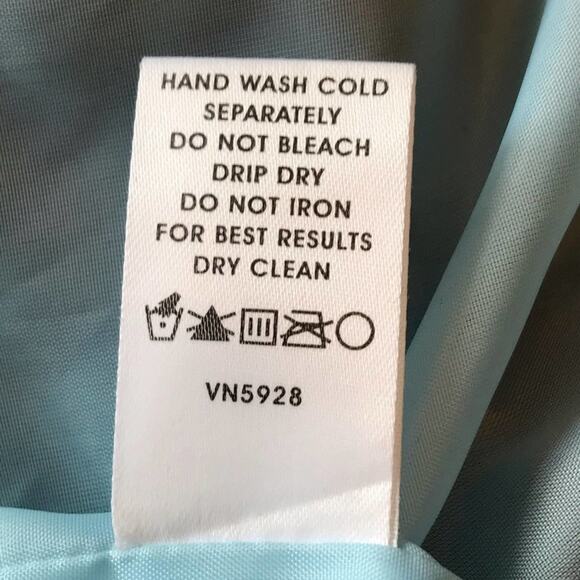 HAND WASH COLD
SEPARATELY
DO NOT BLEACH
DRIP DRY
DO NOT IRON
FOR BEST RESULTS
DRY CLEAN
VN5928